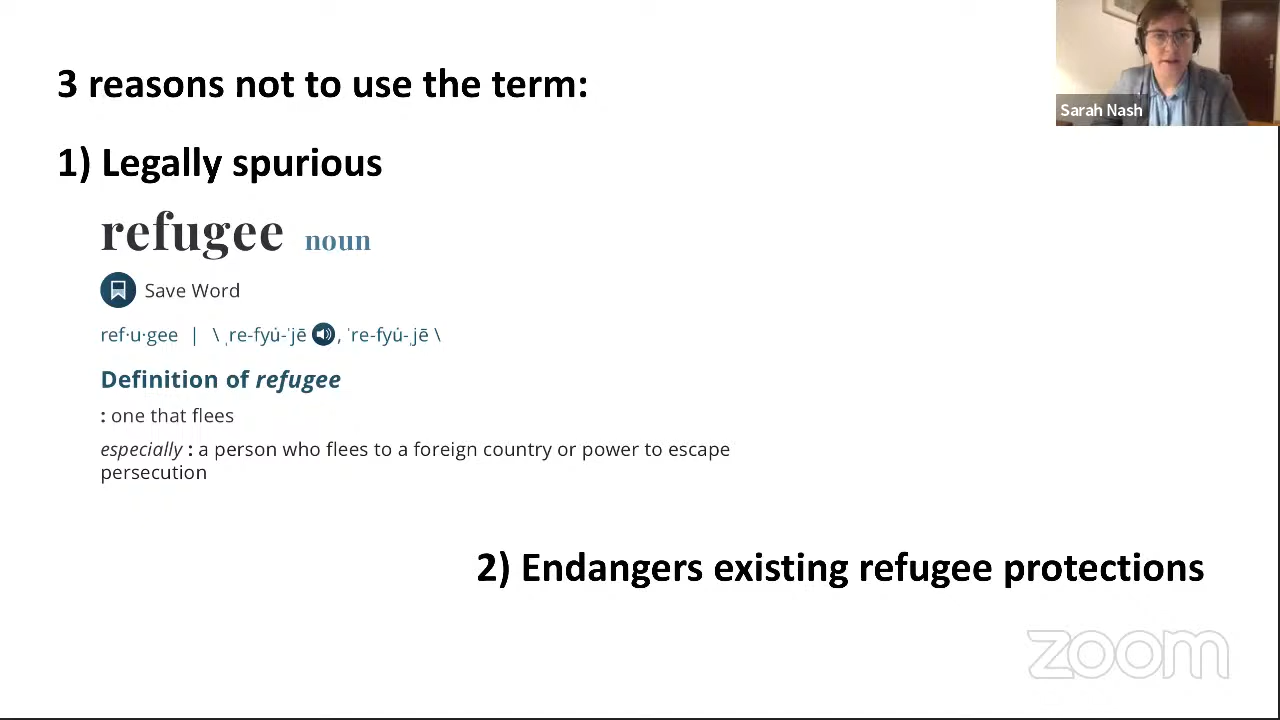 3 reasons not to use the term:
Sarah Nash
1) Legally spurious
refugee noun
Save Word
ref·u·gee | \ ˌre-fyu̇-ˈjē , ˈre-fyu̇-ˌjē \
Definition of refugee
: one that flees
especially : a person who flees to a foreign country or power to escape
persecution
2) Endangers existing refugee protections
zoom